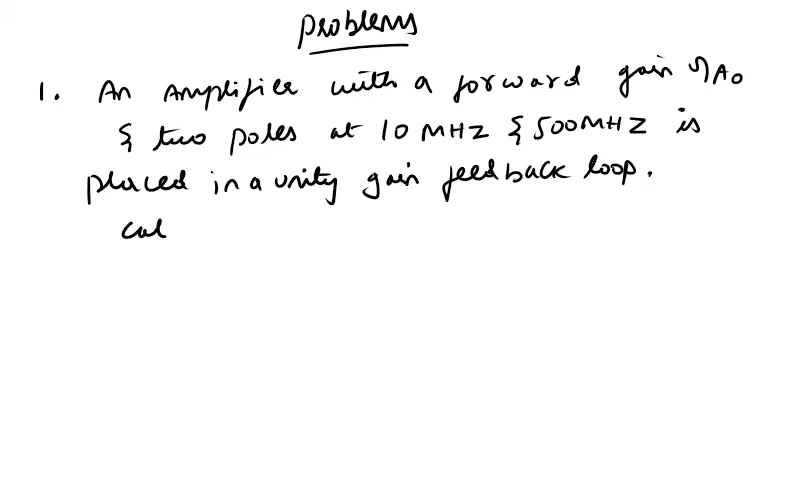 Problems
1. An Amplifier with a forward gain of A0
& two poles at 10 MHZ & 500MHZ is
placed in a unity gain feedback loop.
cal